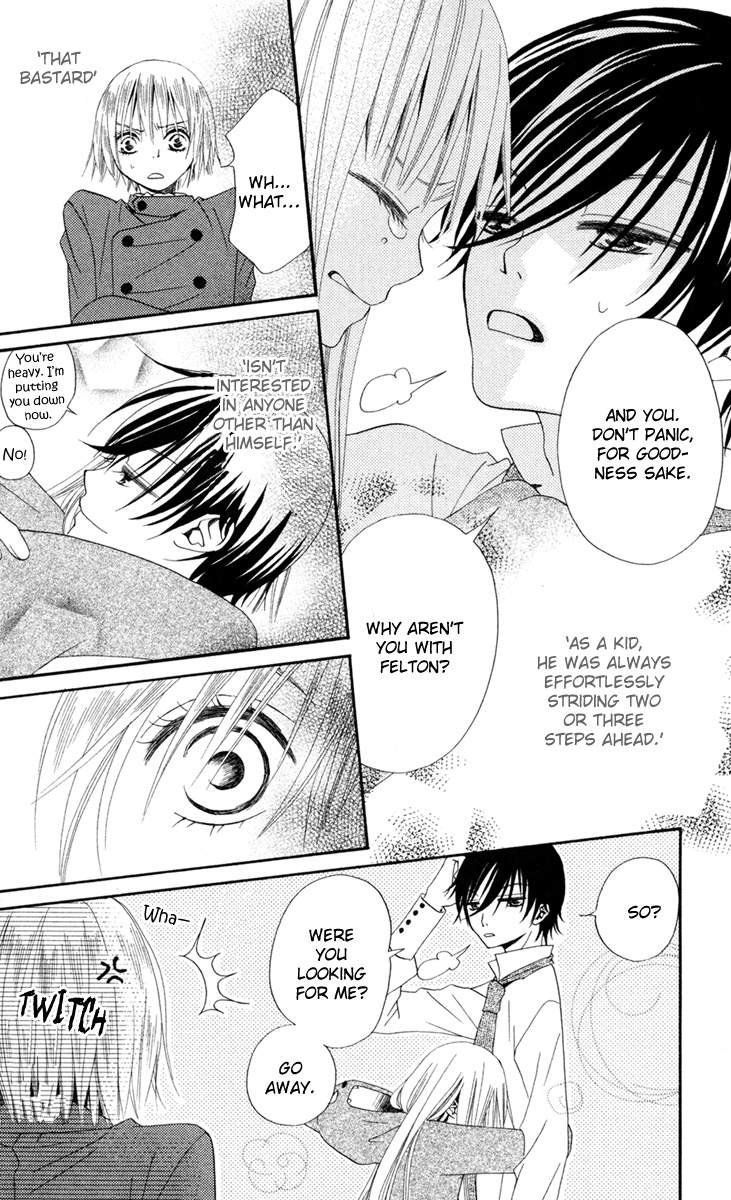 AND YOU.
DON'T PANIC,
FOR GOOD-
NESS SAKE.
WHY AREN'T
YOU WITH
FELTON?
'AS A KID,
HE WAS ALWAYS
EFFORTLESSLY
STRIDING TWO
OR THREE
STEPS AHEAD.'
'THAT
BASTARD'
WH...
WHAT...
'ISN'T
INTERESTED
IN ANYONE
OTHER THAN
HIMSELF.'
You're
heavy. I'm
putting
you down
now.
No!
SO?
WERE
YOU
LOOKING
FOR ME?
GO
AWAY.
Wha—
TWITCH